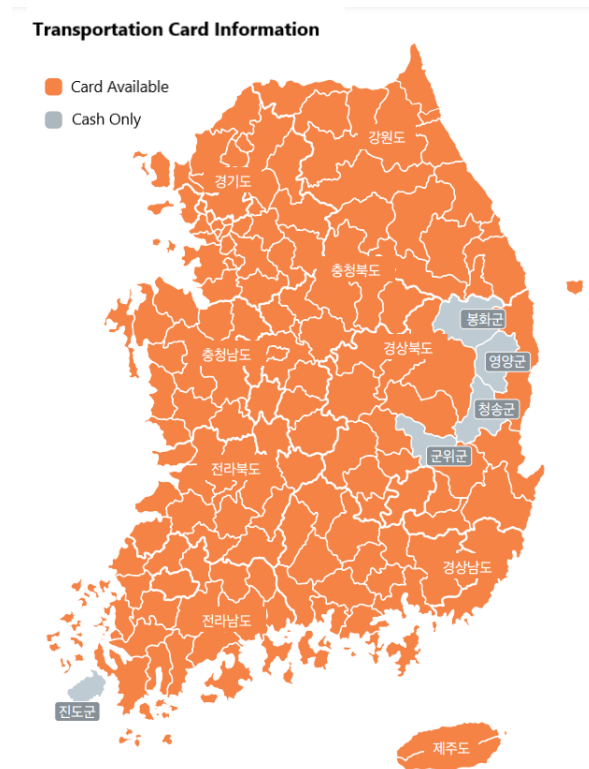 Transportation Card Information
Card Available
Cash Only
강원도
경기도
충청북도
봉화군
경상북도
충청남도
영양군
청송군
군위군
전라북도
경상남도
전라남도
진도군
제주도